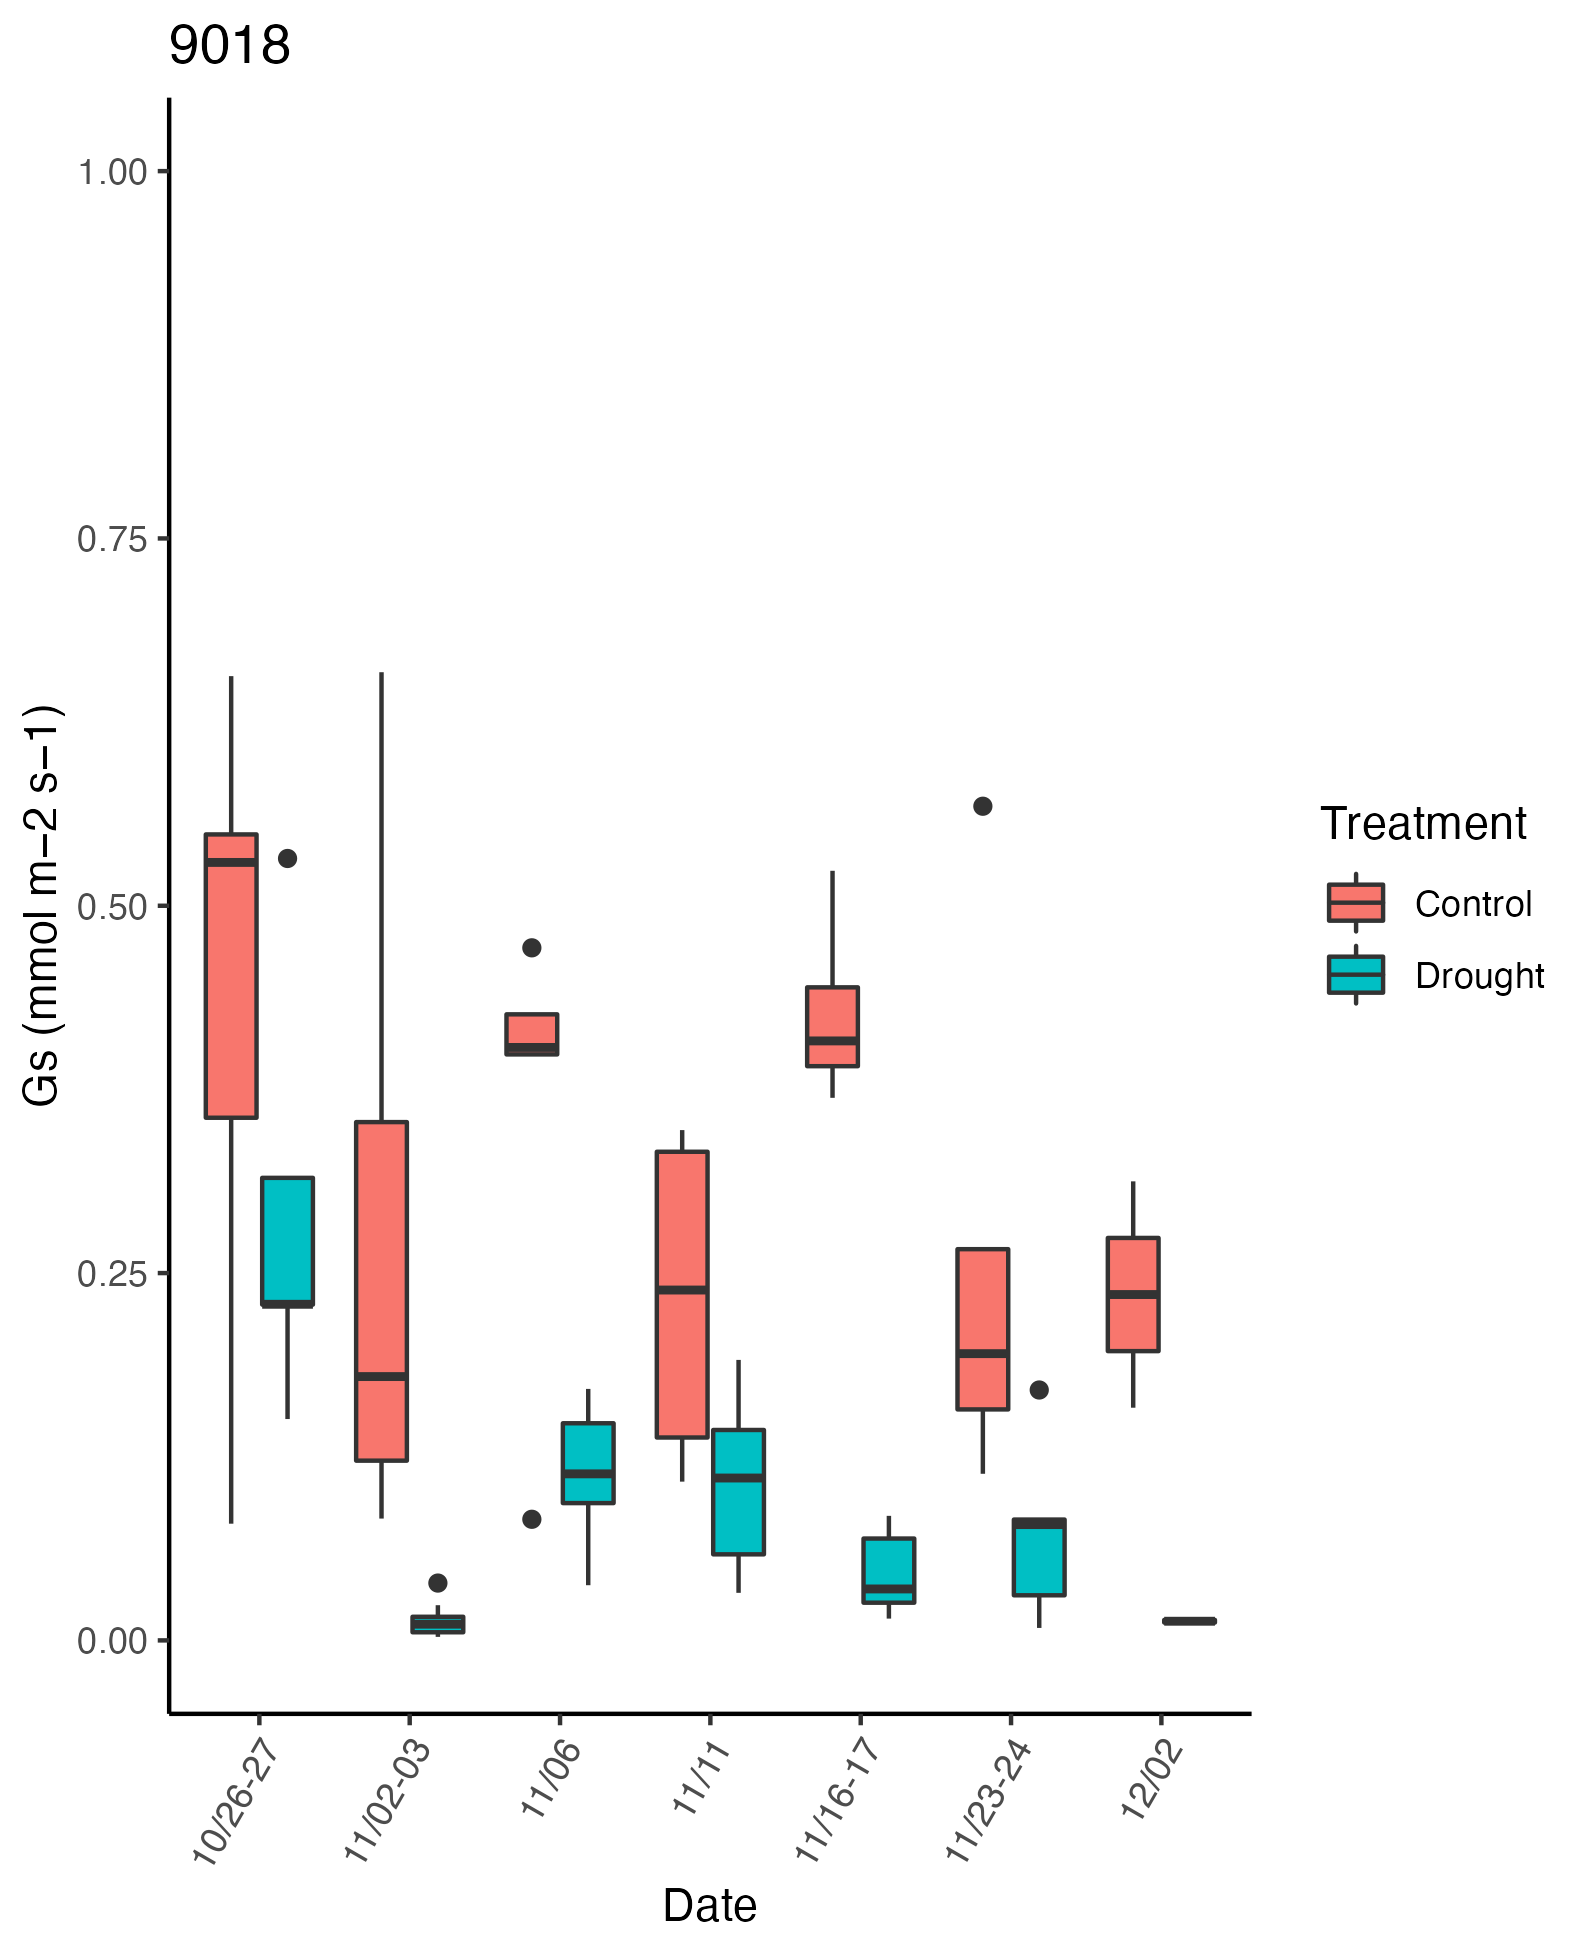 9018
1.00
0.75
0.50
0.25
0.00
Gs (mmol m−2 s−1)
10/26-27
11/02-03
11/06
11/11
11/16-17
11/23-24
12/02
Date
Treatment
Control
Drought